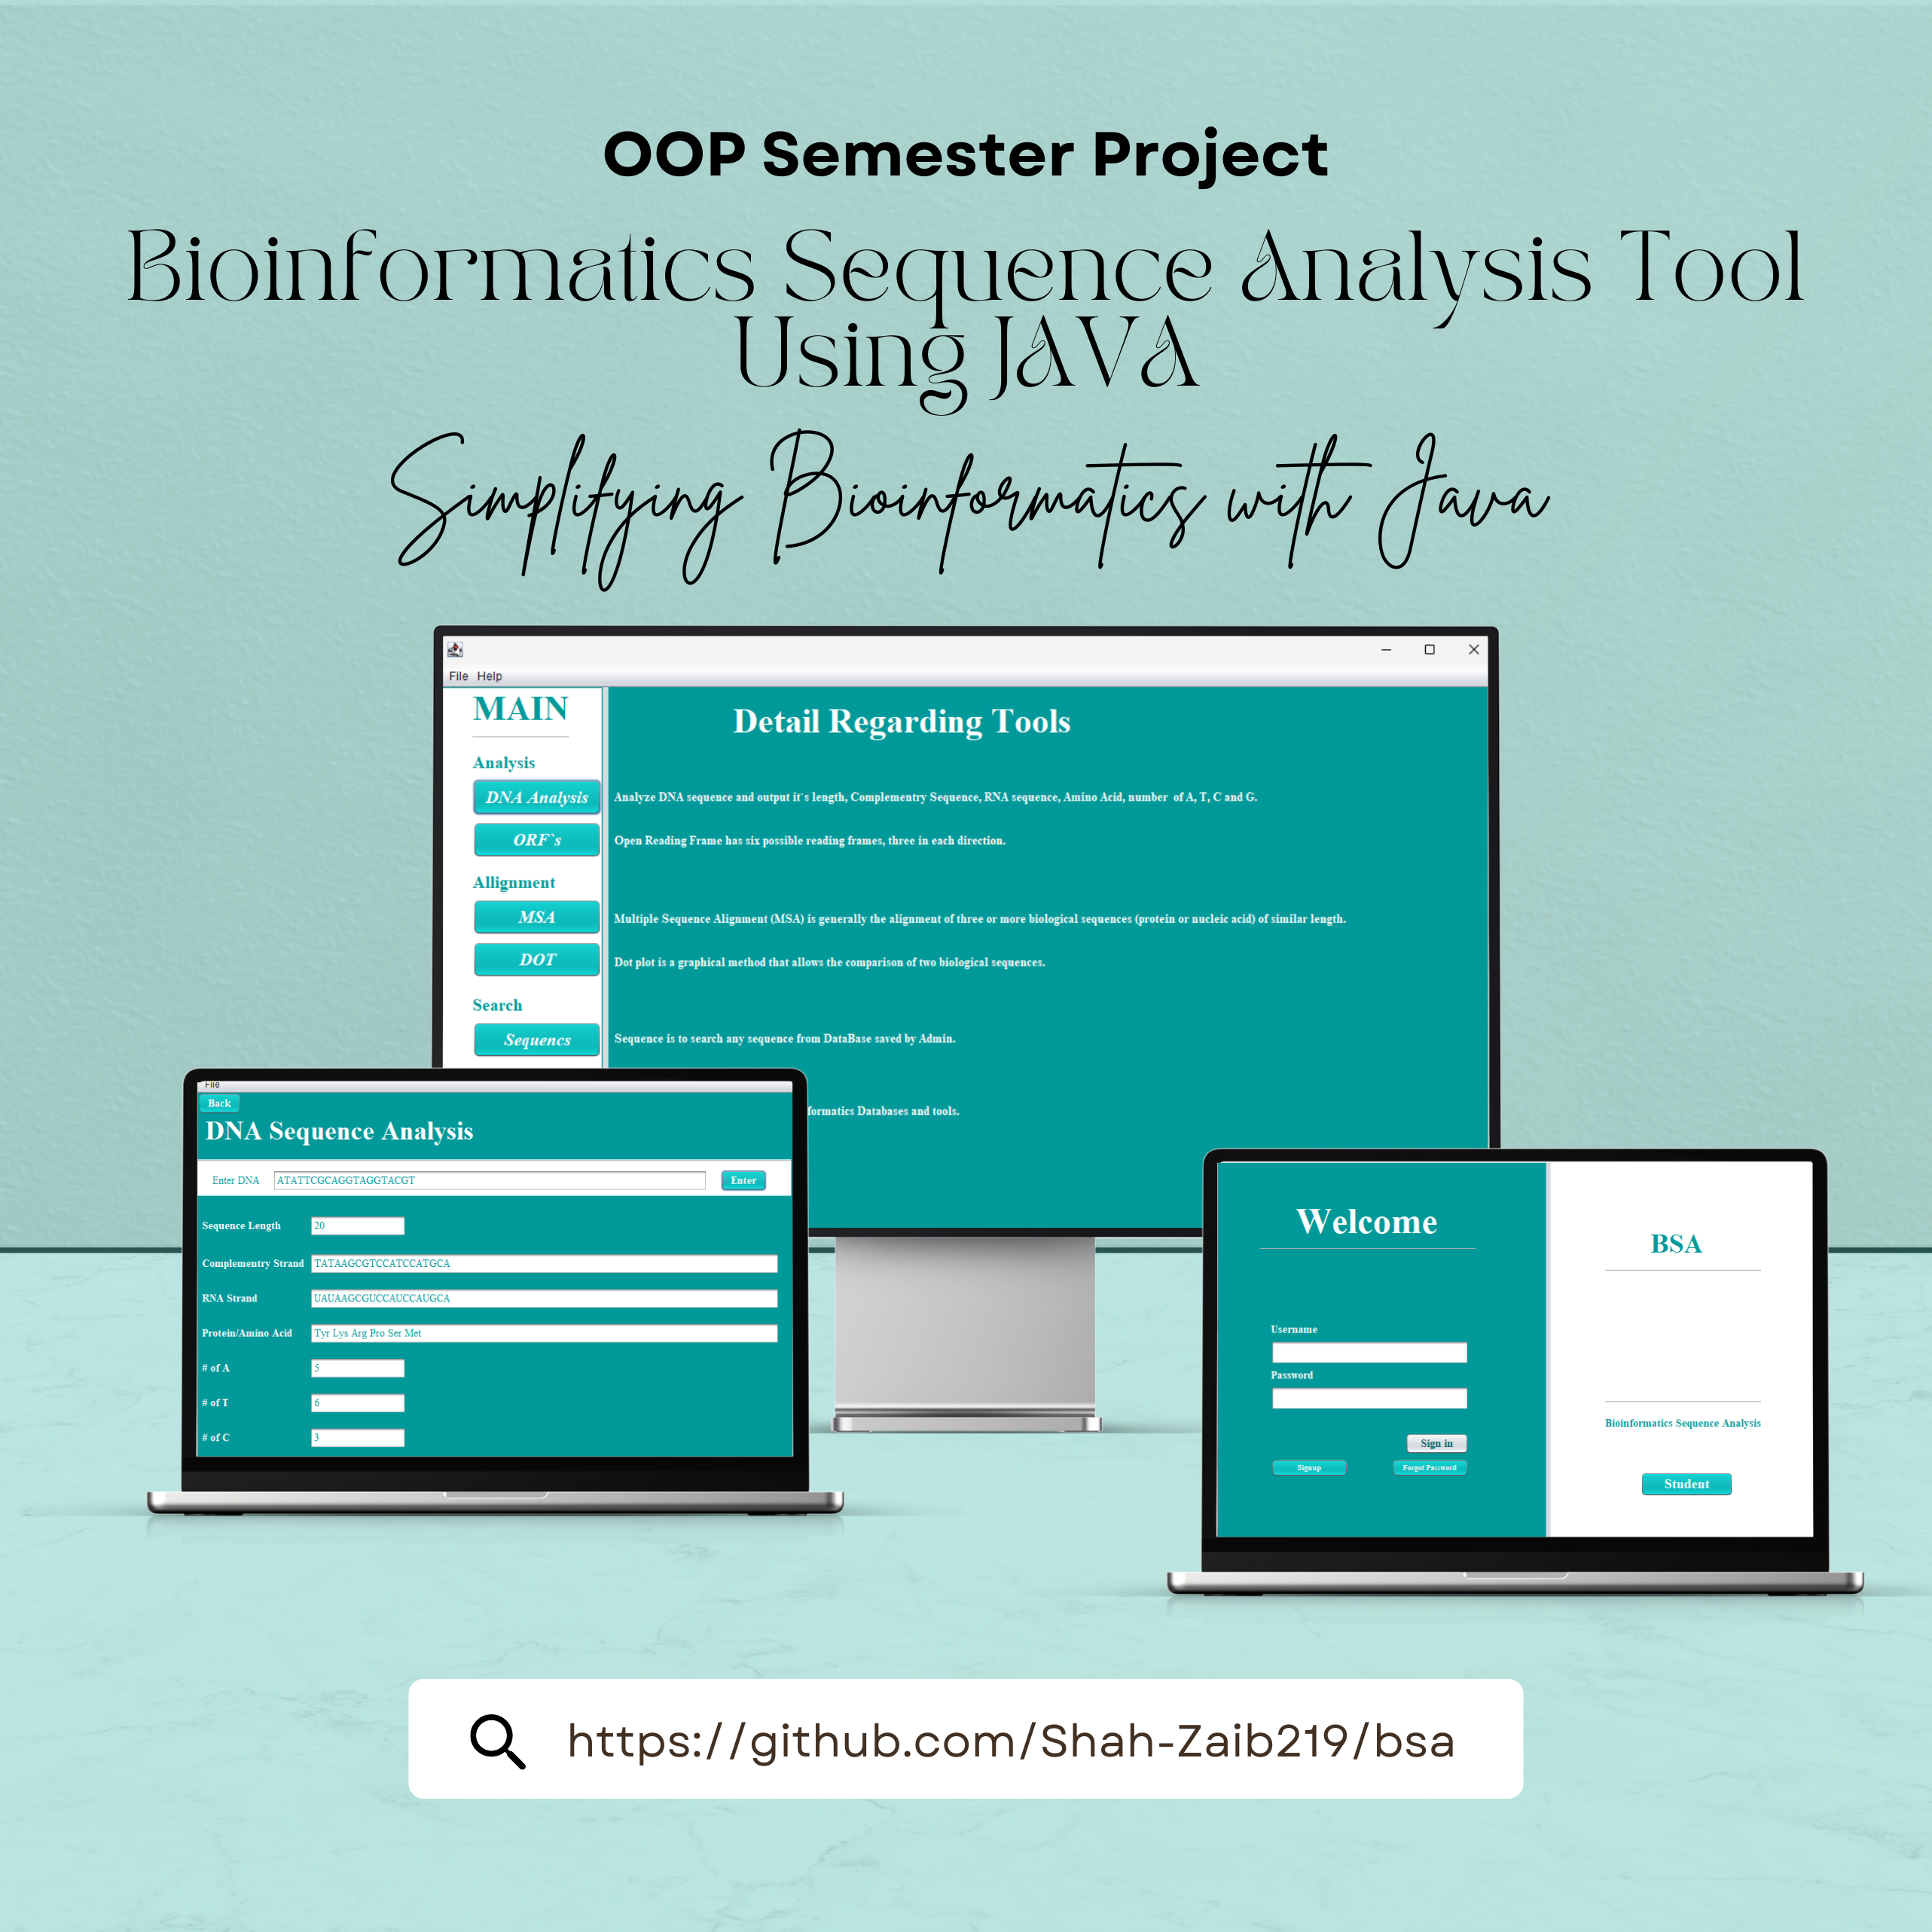 OOP Semester Project
Bioinformatics Sequence Analysis Tool
Using JAVA
Simplifying Bioinformatics with Java
File Help
MAIN
Detail Regarding Tools
Analysis
DNA Analysis
Analyze DNA sequence and output it`s length, Complementry Sequence, RNA sequence, Amino Acid, number of A, T, C and G.
ORF`s
Open Reading Frame has six possible reading frames, three in each direction.
Allignment
MSA
Multiple Sequence Alignment (MSA) is generally the alignment of three or more biological sequences (protein or nucleic acid) of similar length.
DOT
Dot plot is a graphical method that allows the comparison of two biological sequences.
Search
Sequencs
Sequence is to search any sequence from DataBase saved by Admin.
formatics Databases and tools.
File
Back
DNA Sequence Analysis
Enter DNA ATATTCGCAGGTAGGTACGT Enter
Sequence Length 20
Complementry Strand TATAAGCGTCCATCCATGCA
RNA Strand UAUAAGCGUCCAUCCAUGCA
Protein/Amino Acid Tyr Lys Arg Pro Ser Met
# of A 5
# of T 6
# of C 3
Welcome
Username
Password
Sign in
Signup Forgot Password
BSA
Bioinformatics Sequence Analysis
Student
https://github.com/Shah-Zaib219/bsa